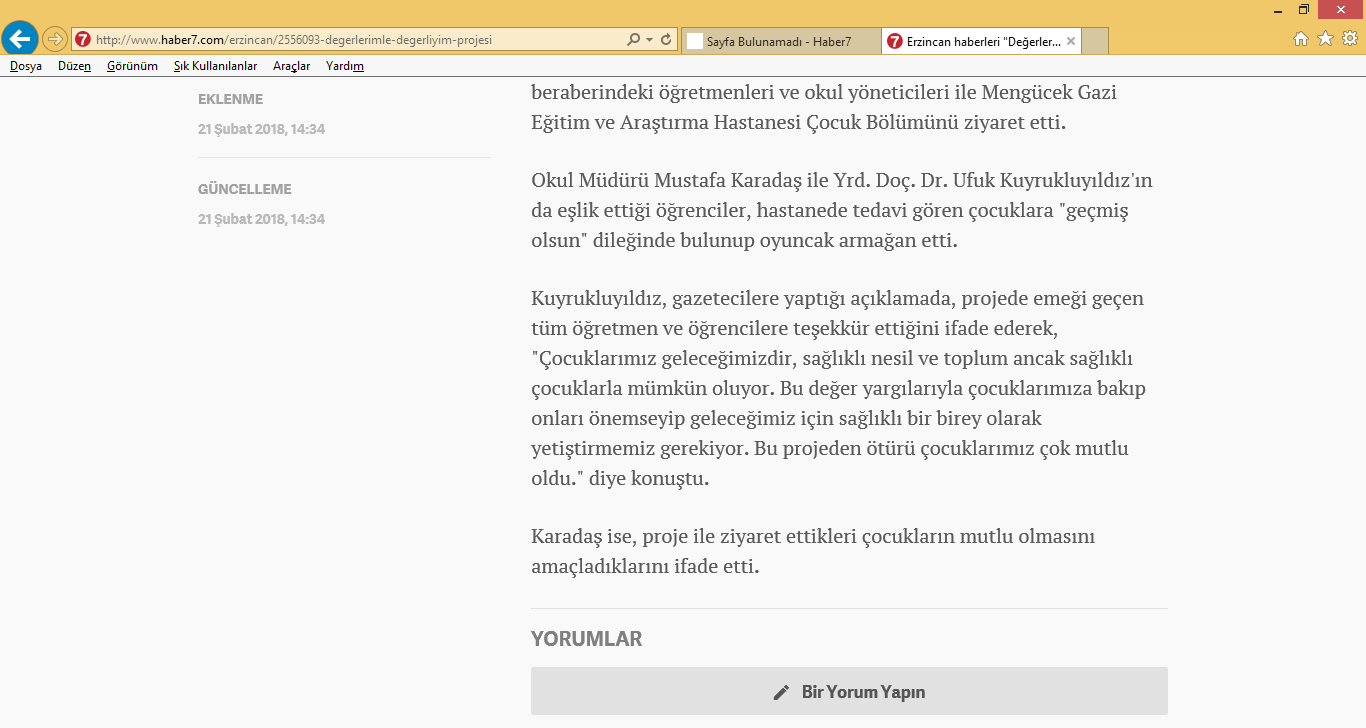 http://www.haber7.com/erzincan/2556093-degerlerimle-degerliyim-projesi
Sayfa Bulunamadı - Haber7
Erzincan haberleri "Değerler...
Dosya Düzen Görünüm Sık Kullanılanlar Araçlar Yardım
EKLENME
21 Şubat 2018, 14:34
GÜNCELLEME
21 Şubat 2018, 14:34
beraberindeki öğretmenleri ve okul yöneticileri ile Mengücek Gazi
Eğitim ve Araştırma Hastanesi Çocuk Bölümünü ziyaret etti.
Okul Müdürü Mustafa Karadaş ile Yrd. Doç. Dr. Ufuk Kuyrukluyıldız'ın
da eşlik ettiği öğrenciler, hastanede tedavi gören çocuklara "geçmiş
olsun" dileğinde bulunup oyuncak armağan etti.
Kuyrukluyıldız, gazetecilere yaptığı açıklamada, projede emeği geçen
tüm öğretmen ve öğrencilere teşekkür ettiğini ifade ederek,
"Çocuklarımız geleceğimizdir, sağlıklı nesil ve toplum ancak sağlıklı
çocuklarla mümkün oluyor. Bu değer yargılarıyla çocuklarımıza bakıp
onları önemseyip geleceğimiz için sağlıklı bir birey olarak
yetiştirmemiz gerekiyor. Bu projeden ötürü çocuklarımız çok mutlu
oldu." diye konuştu.
Karadaş ise, proje ile ziyaret ettikleri çocukların mutlu olmasını
amaçladıklarını ifade etti.
YORUMLAR
Bir Yorum Yapın